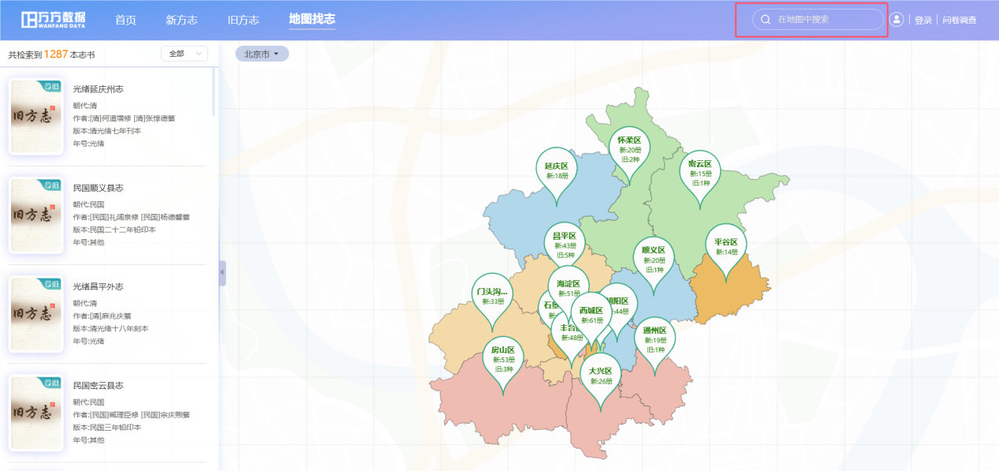 旧万方数据
WANFANG DATA
首页
新方志
旧方志
地图找志
在地图中搜索
登录
问卷调查
共检索到 1287 本志书
全部
北京市
旧
旧方志
光绪延庆州志
朝代:清
作者:[清]何道增修 [清]张惇德纂
版本:清光绪七年刊本
年号:光绪
旧
旧方志
民国顺义县志
朝代:民国
作者:[民国]礼阔泉修 [民国]杨德馨纂
版本:民国二十二年铅印本
年号:其他
旧
旧方志
光绪昌平外志
朝代:清
作者:[清]麻兆庆纂
版本:清光绪十八年刻本
年号:光绪
旧
旧方志
民国密云县志
朝代:民国
作者:[民国]臧理臣修 [民国]宗庆煦纂
版本:民国三年铅印本
年号:其他
怀柔区
新:20册
旧:2种
延庆区
新:18册
密云区
新:15册
旧:1种
昌平区
新:43册
旧:5种
平谷区
新:14册
顺义区
新:20册
旧:1种
海淀区
新:51册
门头沟...
新:33册
石景
新:
朝阳区
:44册
西城区
新:61册
丰台
新:48册
通州区
新:19册
旧:1种
房山区
新:53册
旧:3种
大兴区
新:26册